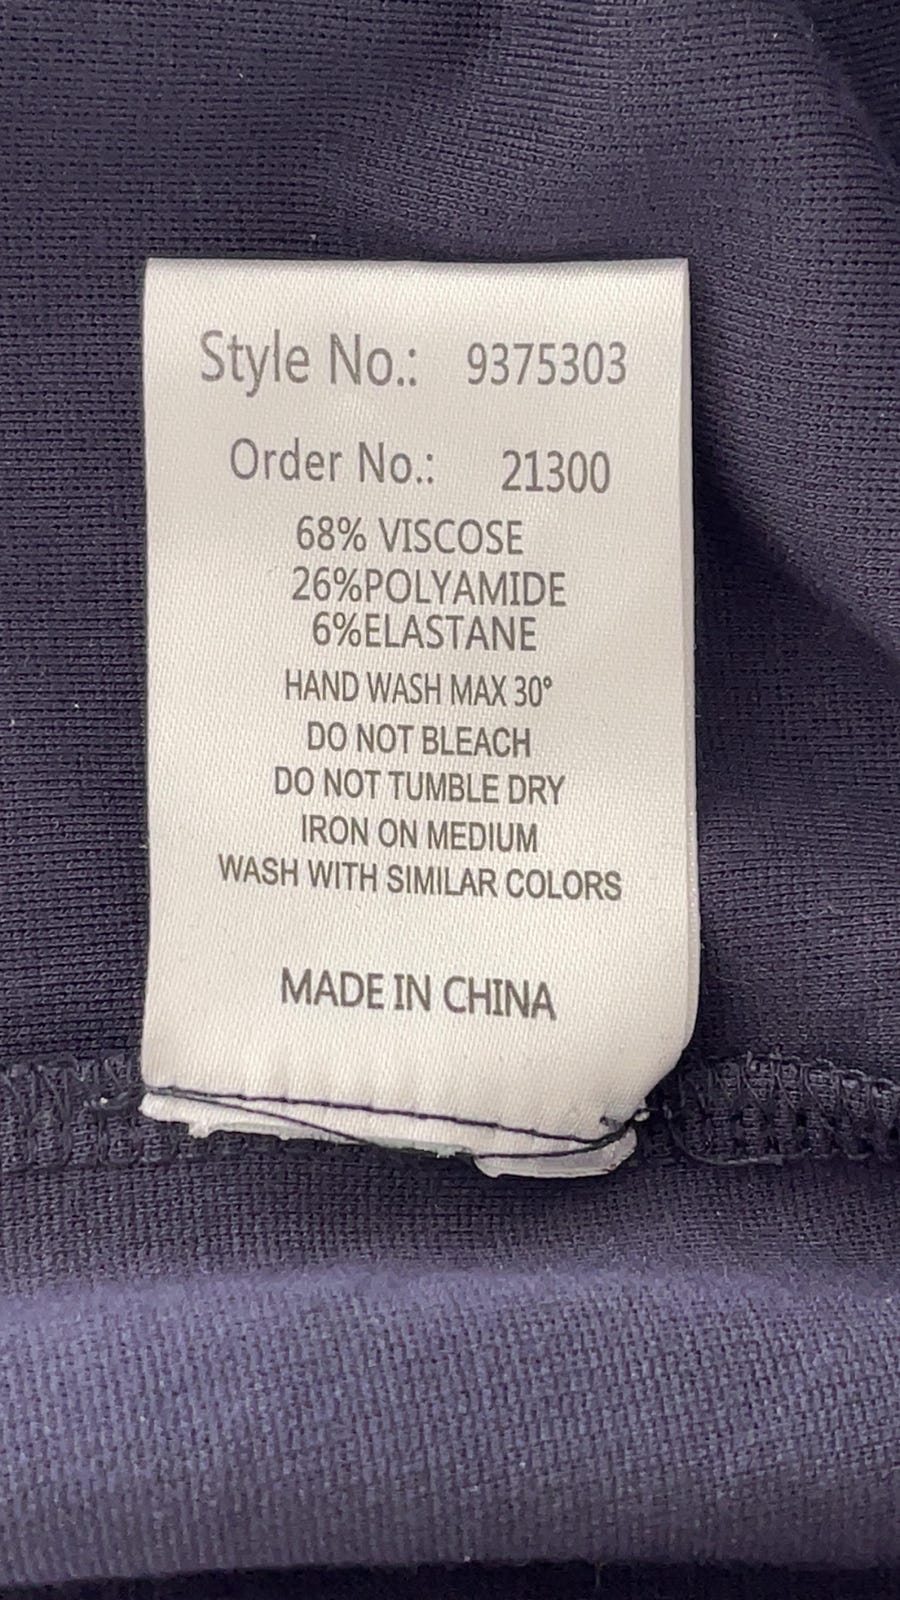 Style No.: 9375303
Order No.: 21300
68% VISCOSE
26%POLYAMIDE
6%ELASTANE
HAND WASH MAX 30°
DO NOT BLEACH
DO NOT TUMBLE DRY
IRON ON MEDIUM
WASH WITH SIMILAR COLORS
MADE IN CHINA